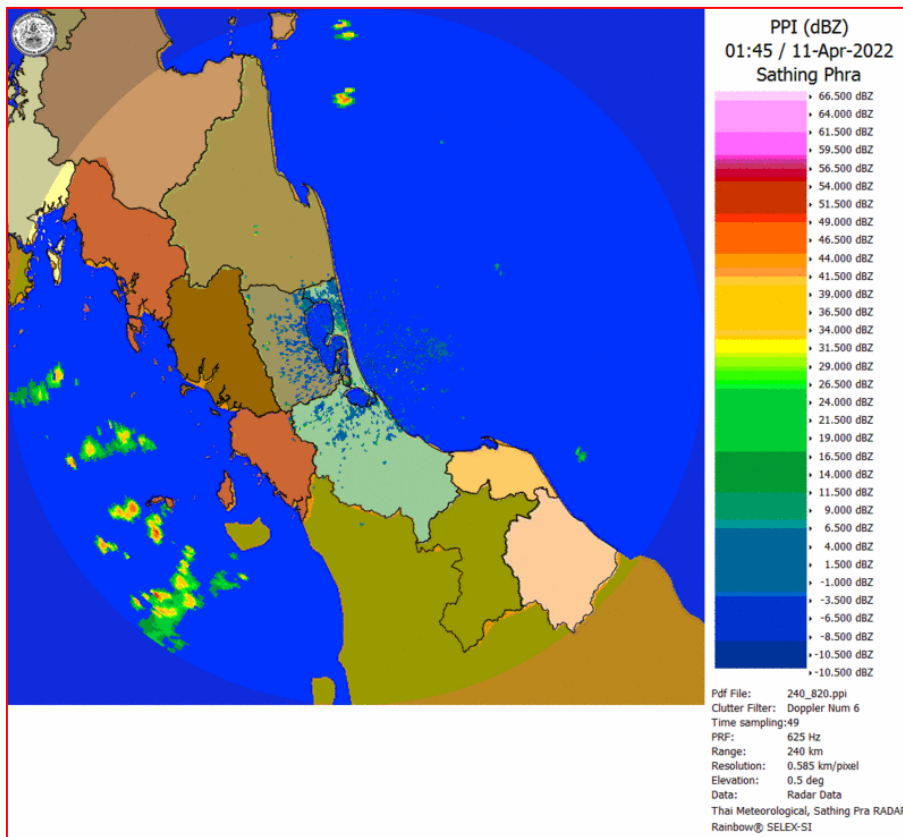 PPI (dBZ)
01:45 / 11-Apr-2022
Sathing Phra
66.500 dBZ
64.000 dBZ
61.500 dBZ
59.500 dBZ
56.500 dBZ
54.000 dBZ
51.500 dBZ
49.000 dBZ
46.500 dBZ
44.000 dBZ
41.500 dBZ
39.000 dBZ
36.500 dBZ
34.000 dBZ
31.500 dBZ
29.000 dBZ
26.500 dBZ
24.000 dBZ
21.500 dBZ
19.000 dBZ
16.500 dBZ
14.000 dBZ
11.500 dBZ
9.000 dBZ
6.500 dBZ
4.000 dBZ
1.500 dBZ
-1.000 dBZ
-3.500 dBZ
-6.500 dBZ
-8.500 dBZ
-10.500 dBZ
-10.500 dBZ
Pdf File: 240_820.ppi
Clutter Filter: Doppler Num 6
Time sampling:49
PRF: 625 Hz
Range: 240 km
Resolution: 0.585 km/pixel
Elevation: 0.5 deg
Data: Radar Data
Thai Meteorological, Sathing Pra RADAR
Rainbow® SELEX-SI